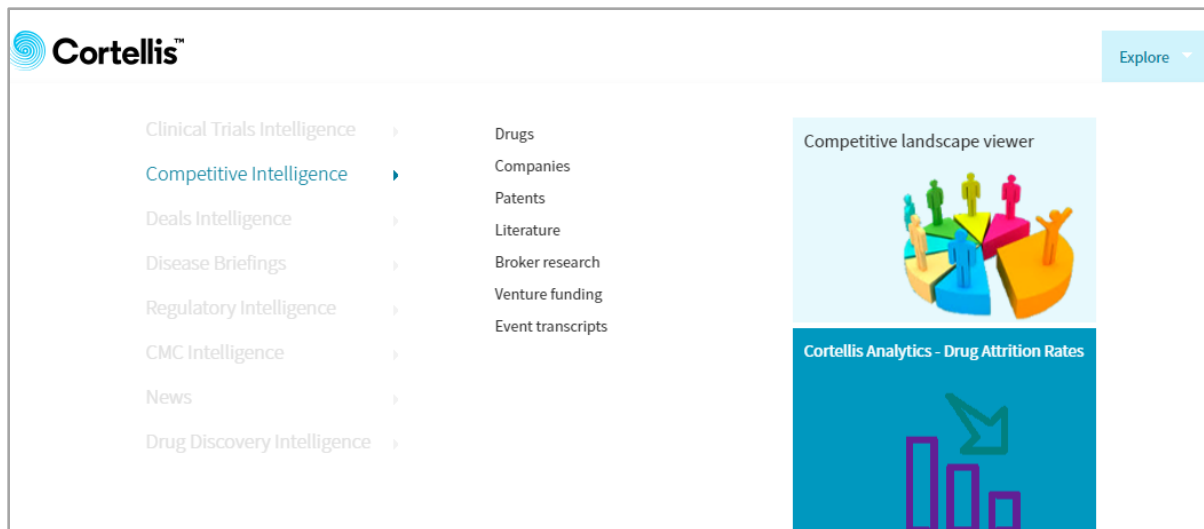 Cortellis™
Explore
Clinical Trials Intelligence
Competitive Intelligence
Deals Intelligence
Disease Briefings
Regulatory Intelligence
CMC Intelligence
News
Drug Discovery Intelligence
Drugs
Companies
Patents
Literature
Broker research
Venture funding
Event transcripts
Competitive landscape viewer
Cortellis Analytics - Drug Attrition Rates